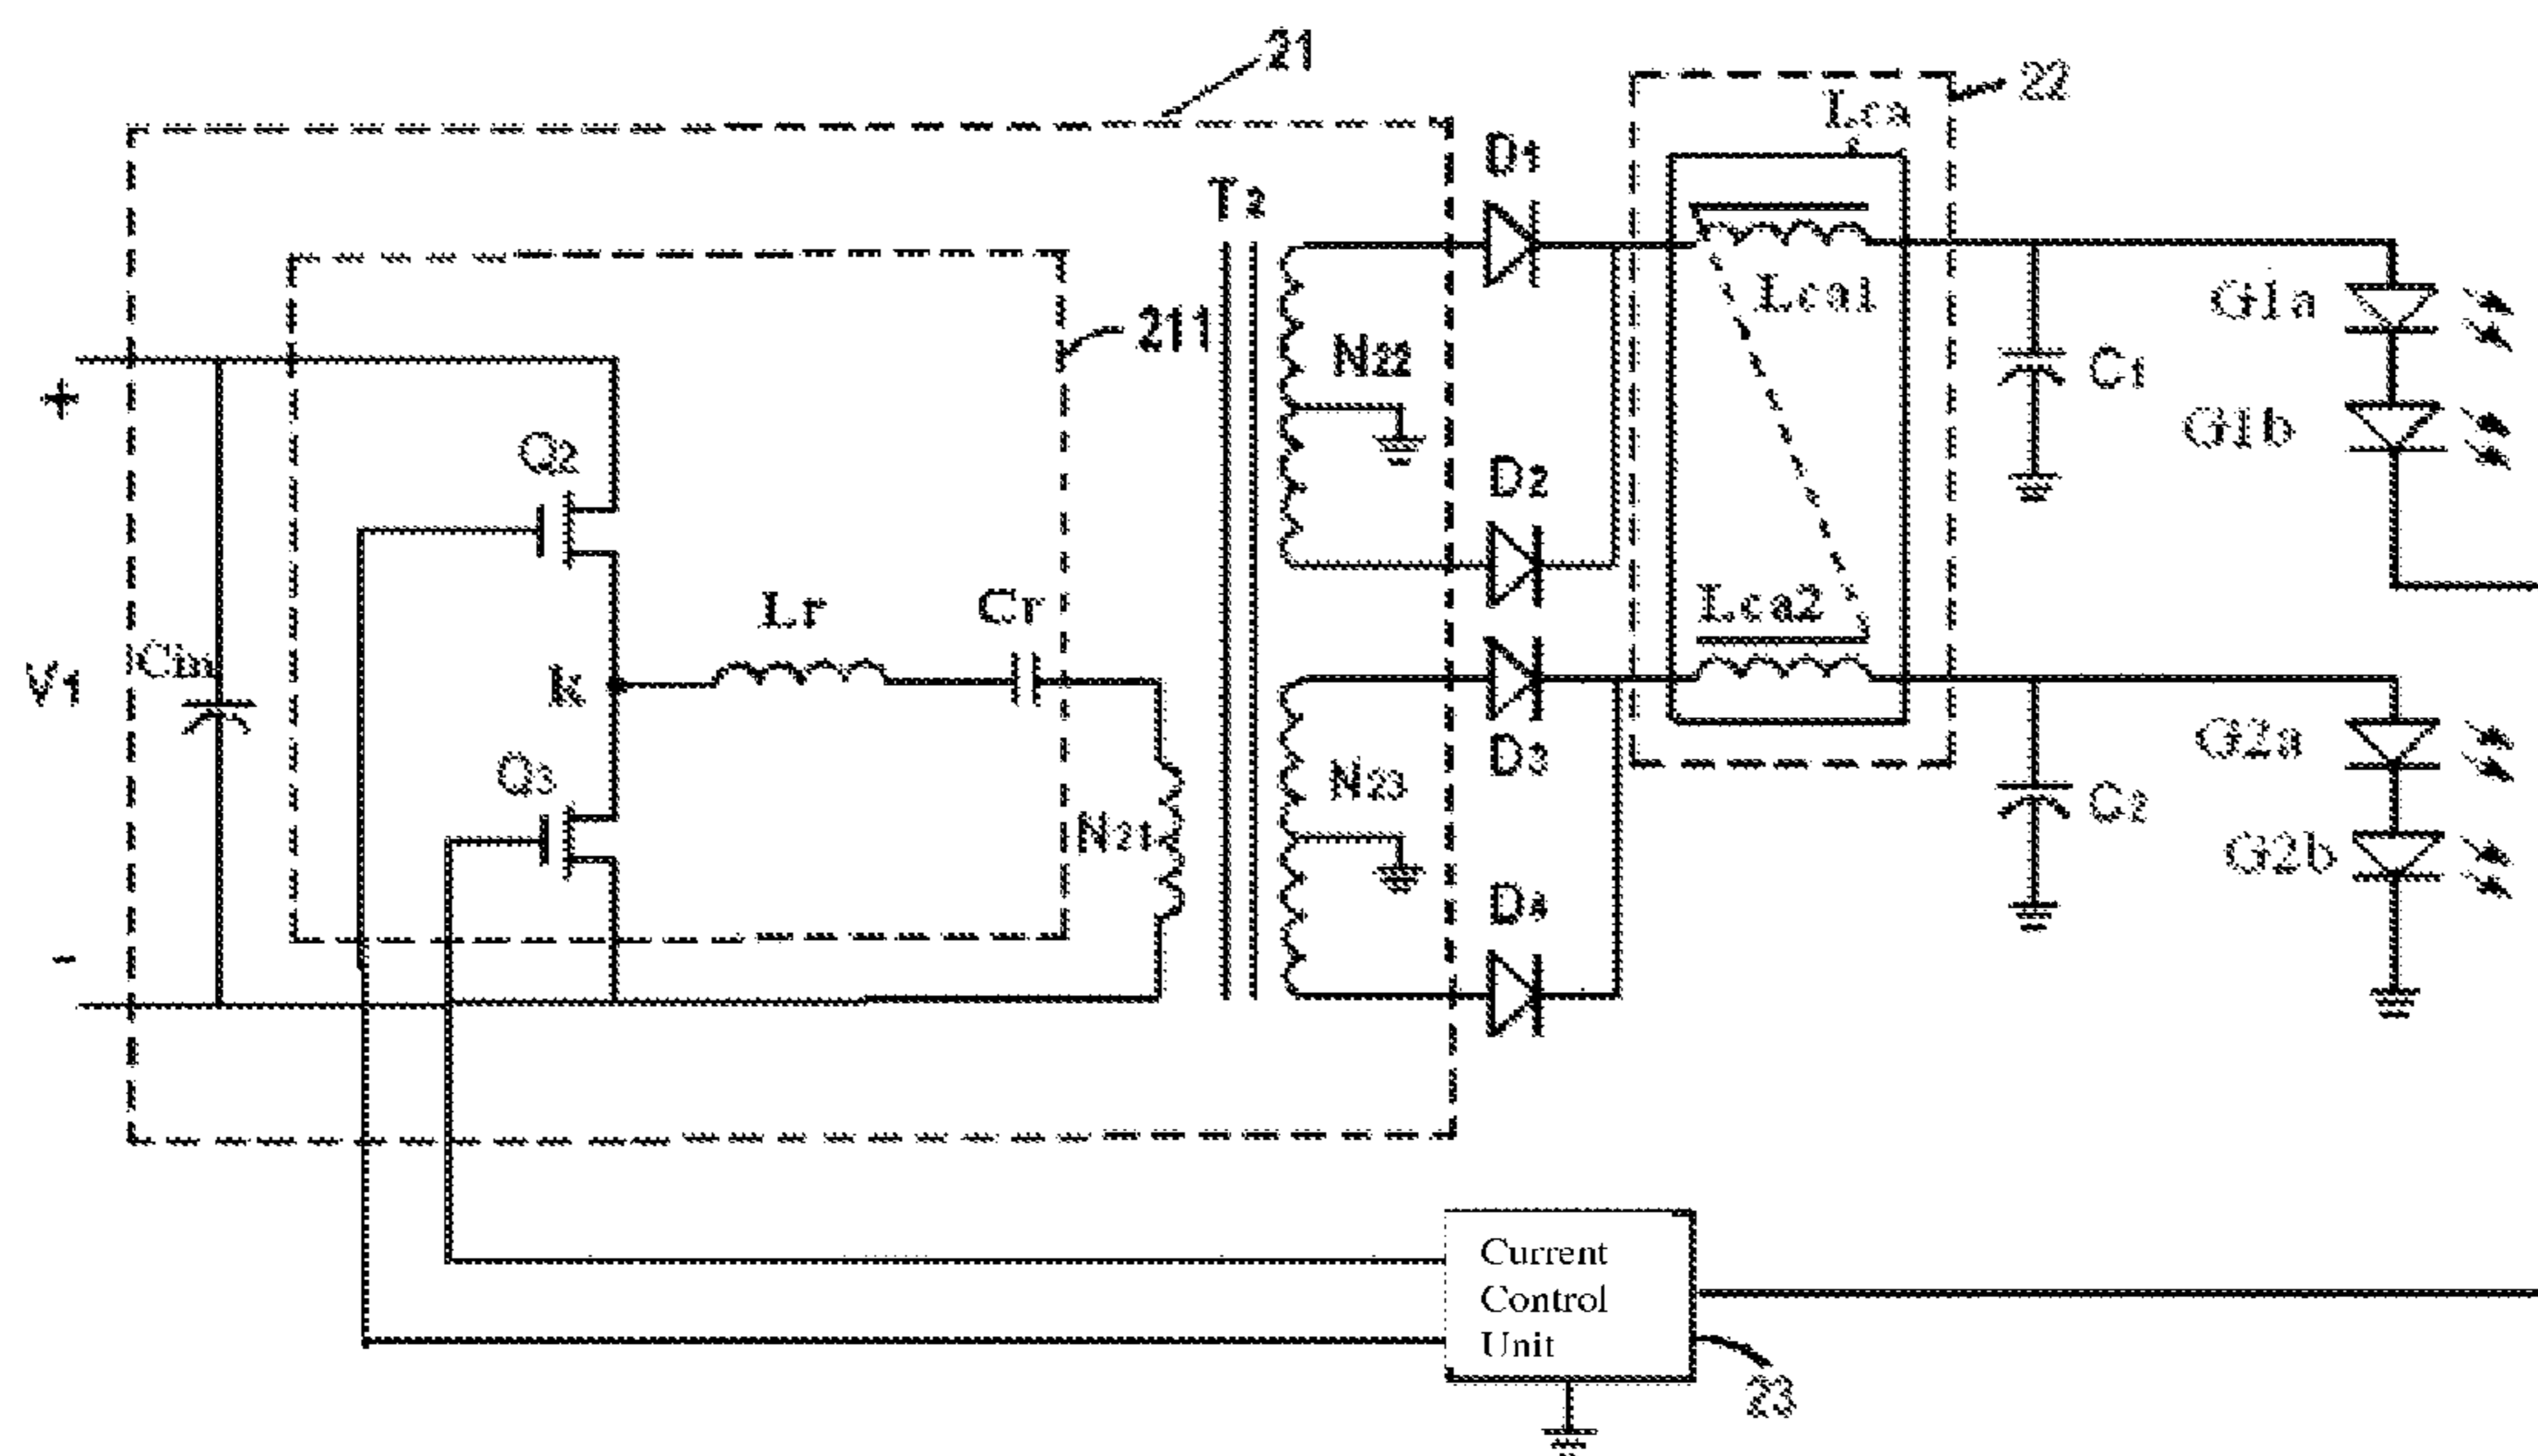 21
22
Lca
D1
T2
Lca1
G1a
211
N22
C1
+
G1b
Q2
D2
Lr
Cr
Lca2
Cin
k
V1
D3
G2a
Q3
N23
C2
N21
G2b
D4
-
Current
Control
Unit
23